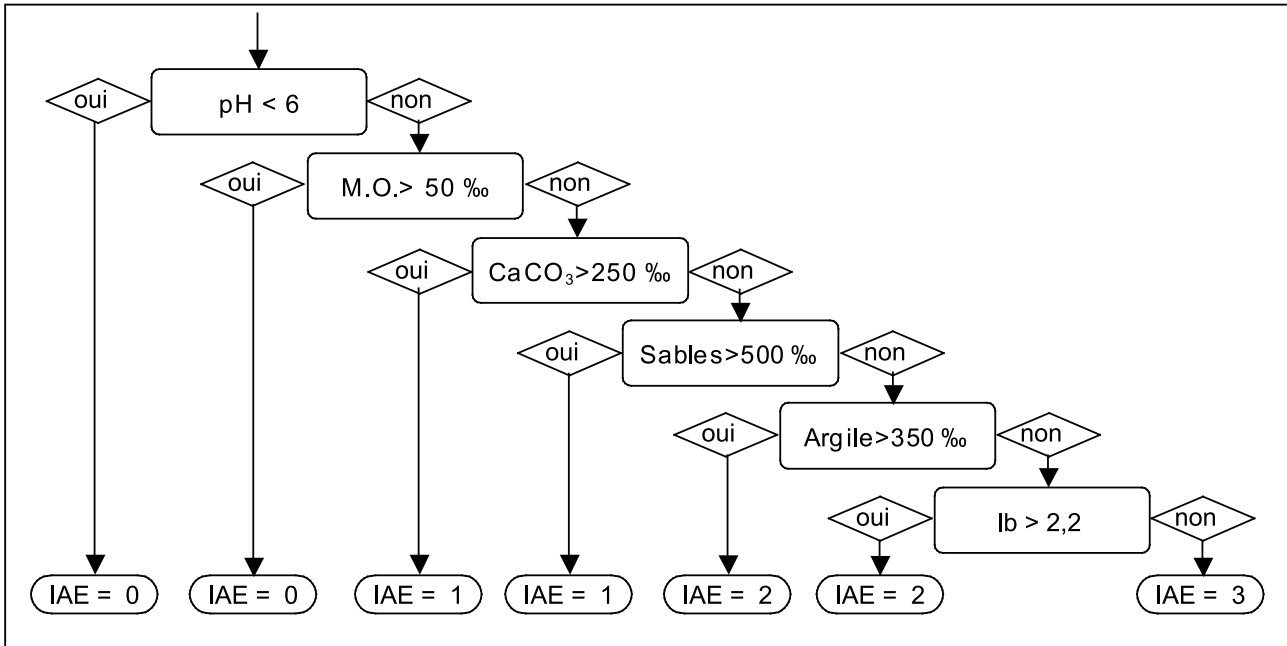 oui
pH < 6
non
oui
M.O.> 50 ‰
non
oui
CaCO₃>250 ‰
non
oui
Sables>500 ‰
non
oui
Argile>350 ‰
non
oui
Ib > 2,2
non
IAE = 0
IAE = 0
IAE = 1
IAE = 1
IAE = 2
IAE = 2
IAE = 3